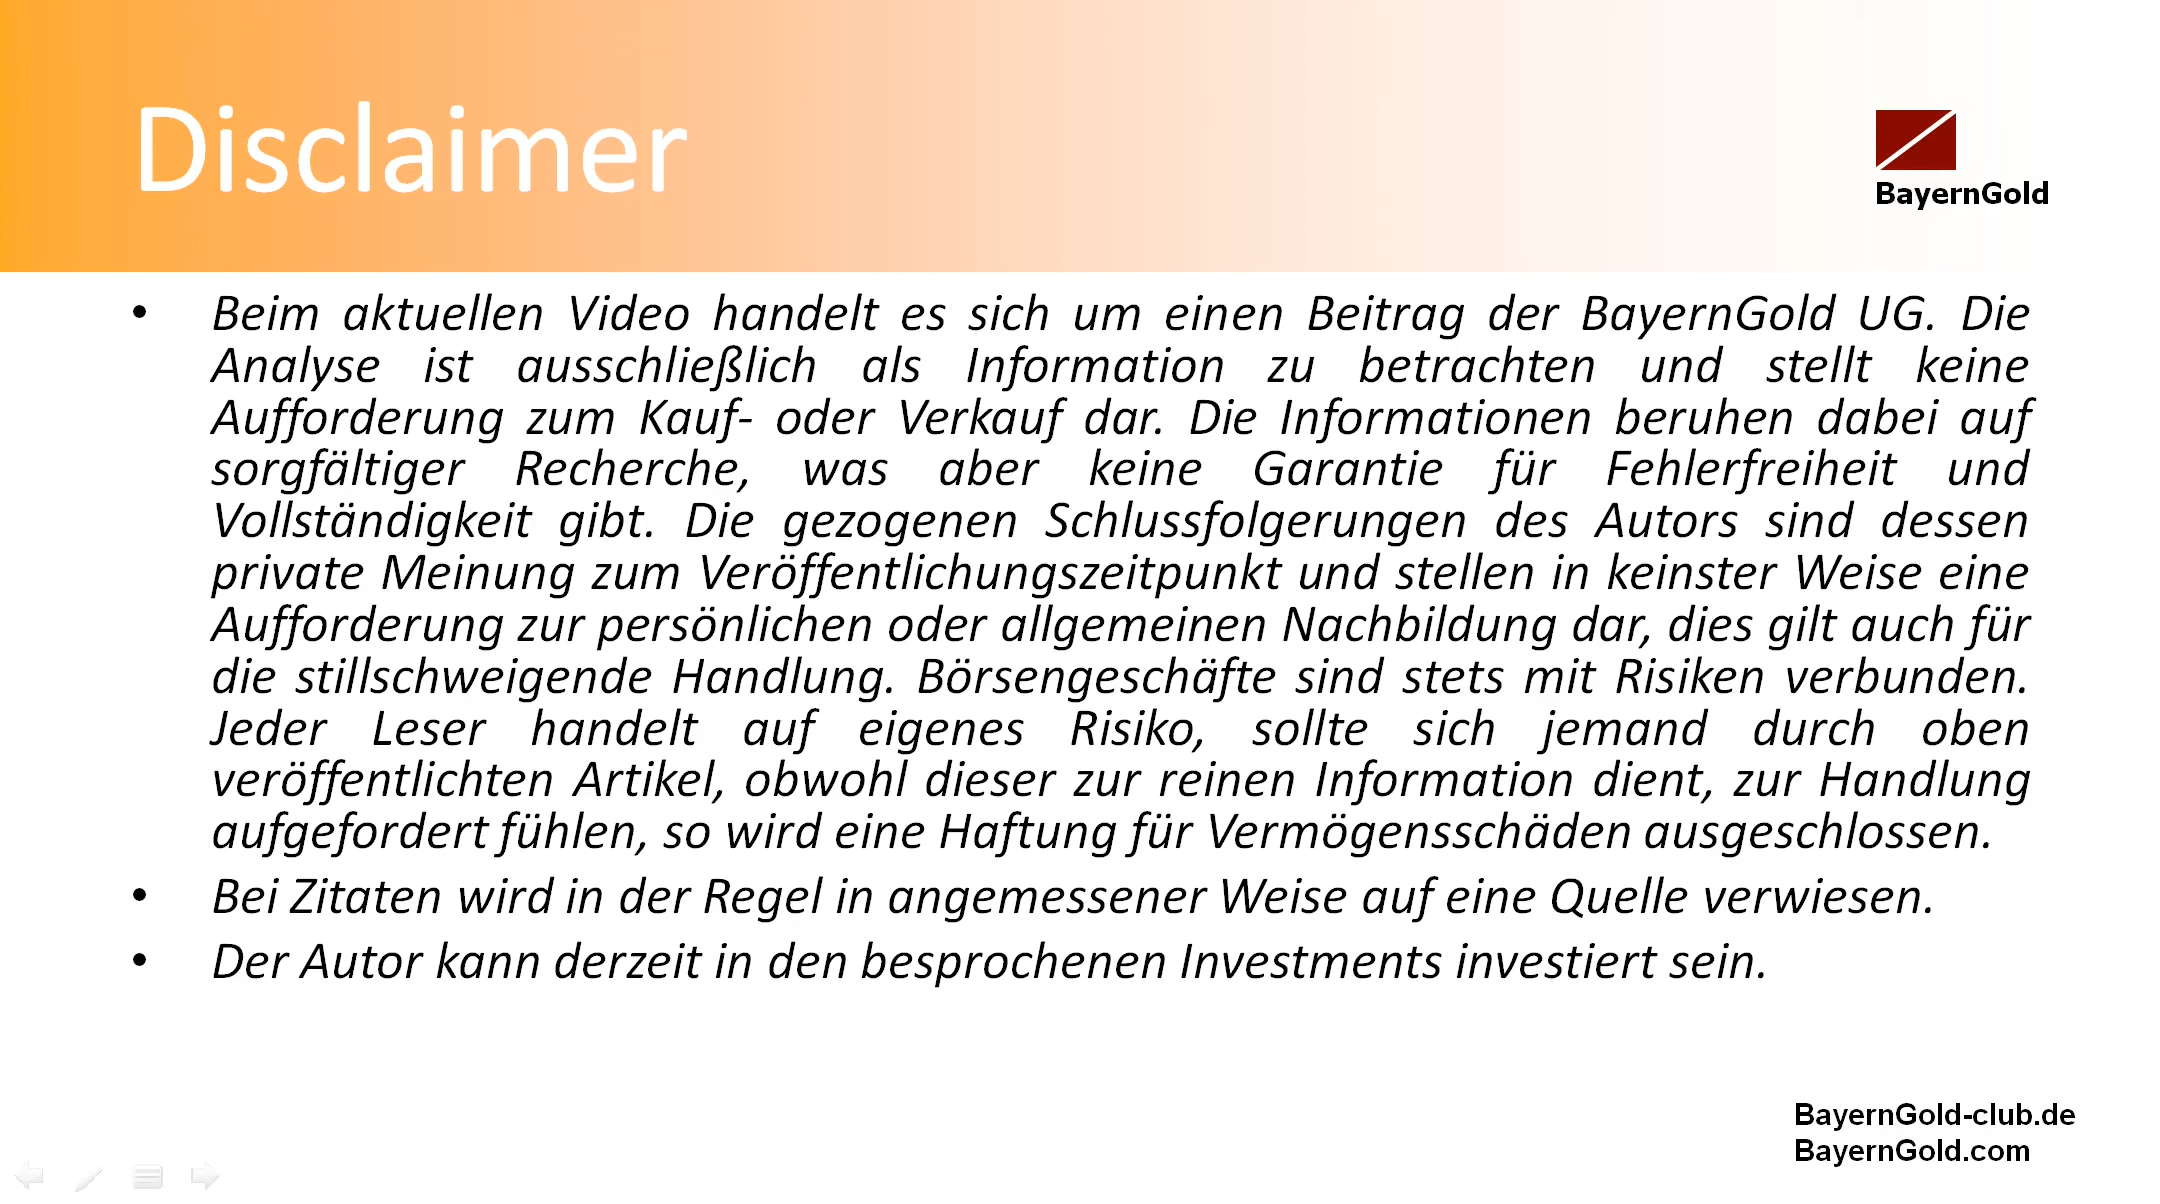 Disclaimer
BayernGold
• Beim aktuellen Video handelt es sich um einen Beitrag der BayernGold UG. Die
Analyse ist ausschließlich als Information zu betrachten und stellt keine
Aufforderung zum Kauf- oder Verkauf dar. Die Informationen beruhen dabei auf
sorgfältiger Recherche, was aber keine Garantie für Fehlerfreiheit und
Vollständigkeit gibt. Die gezogenen Schlussfolgerungen des Autors sind dessen
private Meinung zum Veröffentlichungszeitpunkt und stellen in keinster Weise eine
Aufforderung zur persönlichen oder allgemeinen Nachbildung dar, dies gilt auch für
die stillschweigende Handlung. Börsengeschäfte sind stets mit Risiken verbunden.
Jeder Leser handelt auf eigenes Risiko, sollte sich jemand durch oben
veröffentlichten Artikel, obwohl dieser zur reinen Information dient, zur Handlung
aufgefordert fühlen, so wird eine Haftung für Vermögensschäden ausgeschlossen.
• Bei Zitaten wird in der Regel in angemessener Weise auf eine Quelle verwiesen.
• Der Autor kann derzeit in den besprochenen Investments investiert sein.
BayernGold-club.de
BayernGold.com